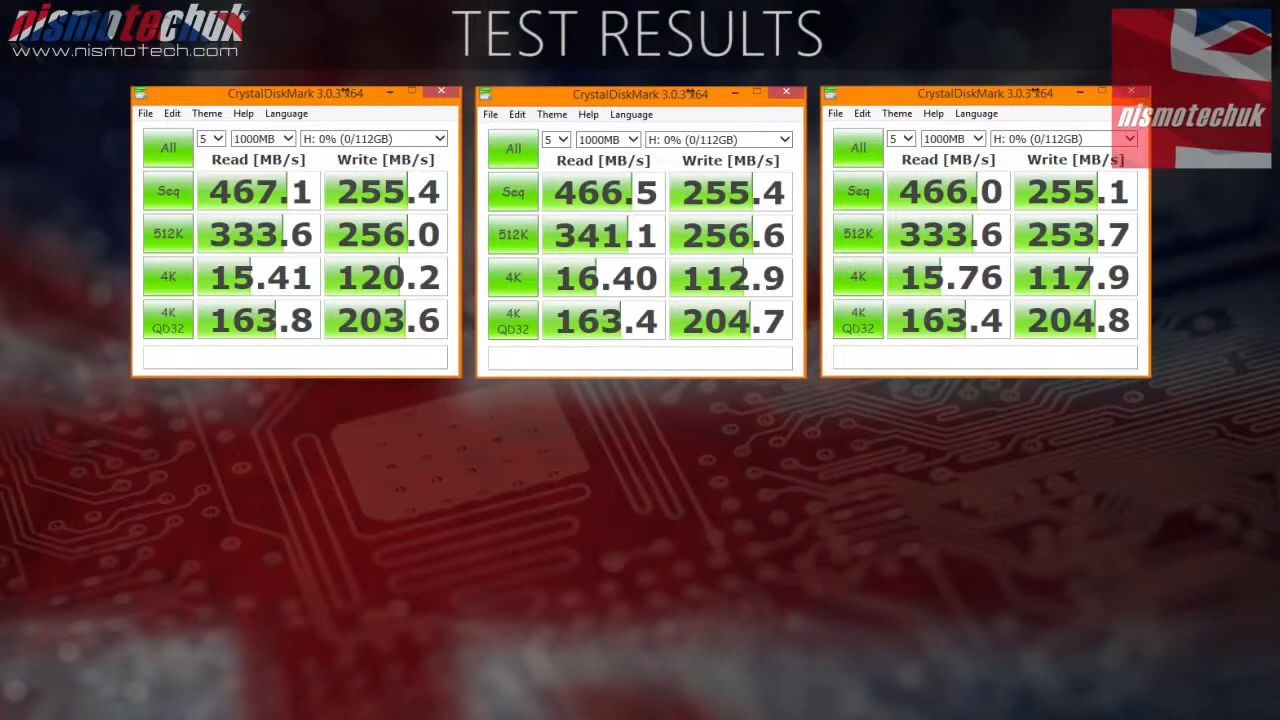 nismotechuk
www.nismotech.com
TEST RESULTS
nismotechuk
CrystalDiskMark 3.0.3 x64
File Edit Theme Help Language
All 5 1000MB H: 0% (0/112GB)
Read [MB/s] Write [MB/s]
Seq 467.1 255.4
512K 333.6 256.0
4K 15.41 120.2
4K QD32 163.8 203.6
CrystalDiskMark 3.0.3 x64
File Edit Theme Help Language
All 5 1000MB H: 0% (0/112GB)
Read [MB/s] Write [MB/s]
Seq 466.5 255.4
512K 341.1 256.6
4K 16.40 112.9
4K QD32 163.4 204.7
CrystalDiskMark 3.0.3 x64
File Edit Theme Help Language
All 5 1000MB H: 0% (0/112GB)
Read [MB/s] Write [MB/s]
Seq 466.0 255.1
512K 333.6 253.7
4K 15.76 117.9
4K QD32 163.4 204.8